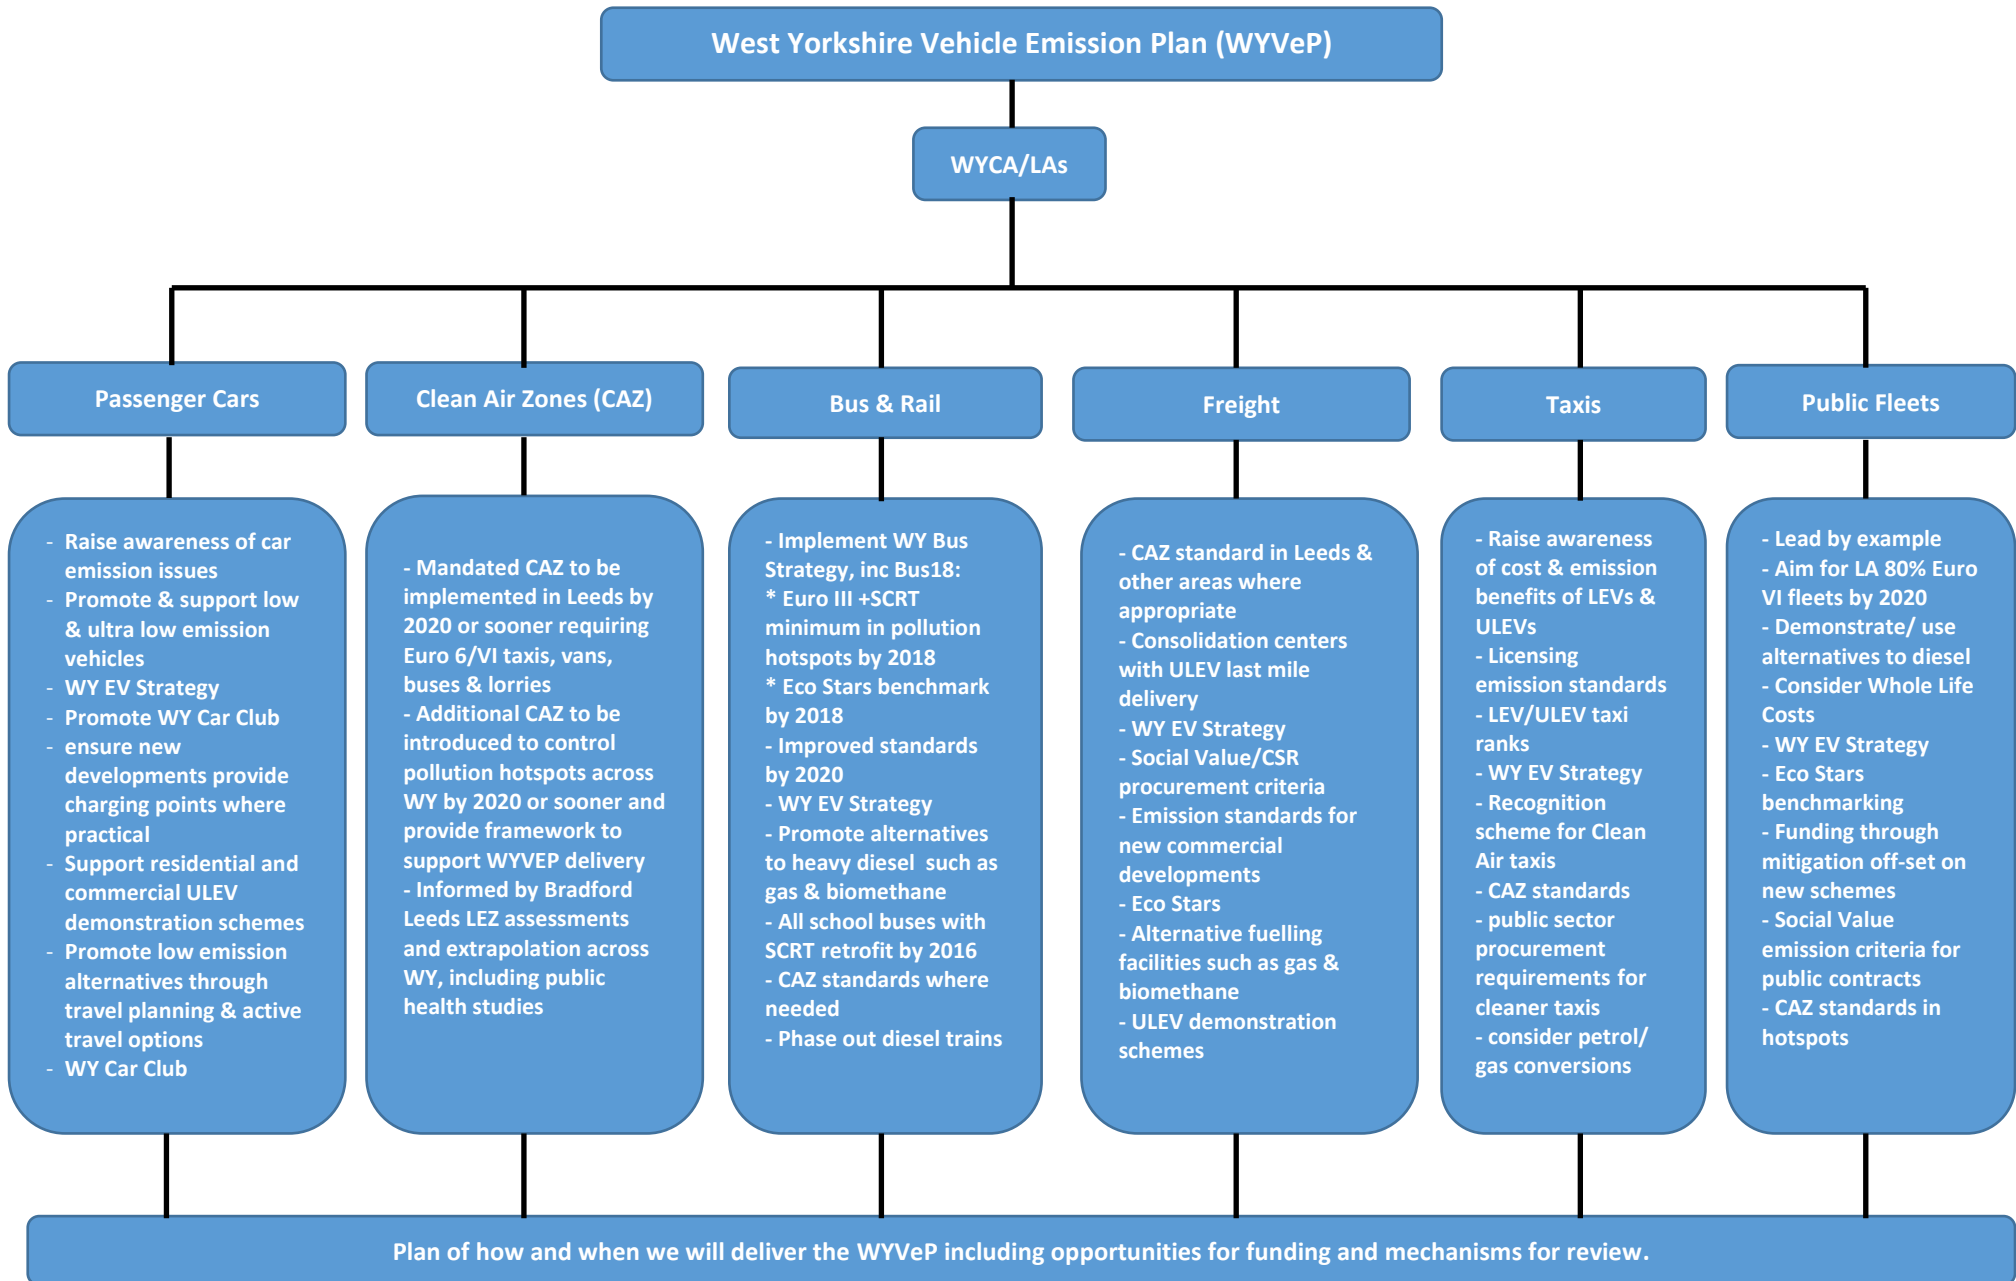 West Yorkshire Vehicle Emission Plan (WYVeP)
WYCA/LAs
Passenger Cars
Clean Air Zones (CAZ)
Bus & Rail
Freight
Taxis
Public Fleets
- Raise awareness of car
emission issues
- Promote & support low
& ultra low emission
vehicles
- WY EV Strategy
- Promote WY Car Club
- ensure new
developments provide
charging points where
practical
- Support residential and
commercial ULEV
demonstration schemes
- Promote low emission
alternatives through
travel planning & active
travel options
- WY Car Club
- Mandated CAZ to be
implemented in Leeds by
2020 or sooner requiring
Euro 6/VI taxis, vans,
buses & lorries
- Additional CAZ to be
introduced to control
pollution hotspots across
WY by 2020 or sooner and
provide framework to
support WYVEP delivery
- Informed by Bradford
Leeds LEZ assessments
and extrapolation across
WY, including public
health studies
- Implement WY Bus
Strategy, inc Bus18:
* Euro III +SCRT
minimum in pollution
hotspots by 2018
* Eco Stars benchmark
by 2018
- Improved standards
by 2020
- WY EV Strategy
- Promote alternatives
to heavy diesel such as
gas & biomethane
- All school buses with
SCRT retrofit by 2016
- CAZ standards where
needed
- Phase out diesel trains
- CAZ standard in Leeds &
other areas where
appropriate
- Consolidation centers
with ULEV last mile
delivery
- WY EV Strategy
- Social Value/CSR
procurement criteria
- Emission standards for
new commercial
developments
- Eco Stars
- Alternative fuelling
facilities such as gas &
biomethane
- ULEV demonstration
schemes
- Raise awareness
of cost & emission
benefits of LEVs &
ULEVs
- Licensing
emission standards
- LEV/ULEV taxi
ranks
- WY EV Strategy
- Recognition
scheme for Clean
Air taxis
- CAZ standards
- public sector
procurement
requirements for
cleaner taxis
- consider petrol/
gas conversions
- Lead by example
- Aim for LA 80% Euro
VI fleets by 2020
- Demonstrate/ use
alternatives to diesel
- Consider Whole Life
Costs
- WY EV Strategy
- Eco Stars
benchmarking
- Funding through
mitigation off-set on
new schemes
- Social Value
emission criteria for
public contracts
- CAZ standards in
hotspots
Plan of how and when we will deliver the WYVeP including opportunities for funding and mechanisms for review.